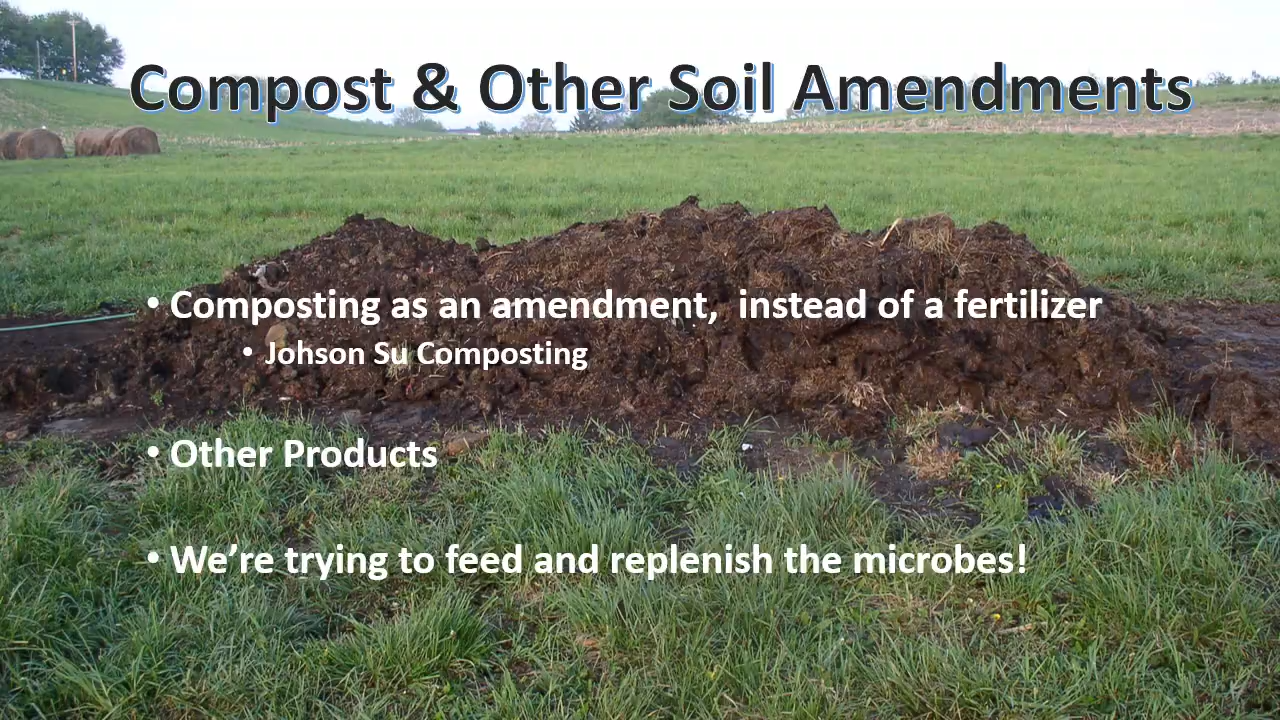 Compost & Other Soil Amendments
• Composting as an amendment,  instead of a fertilizer
• Johson Su Composting
• Other Products
• We’re trying to feed and replenish the microbes!